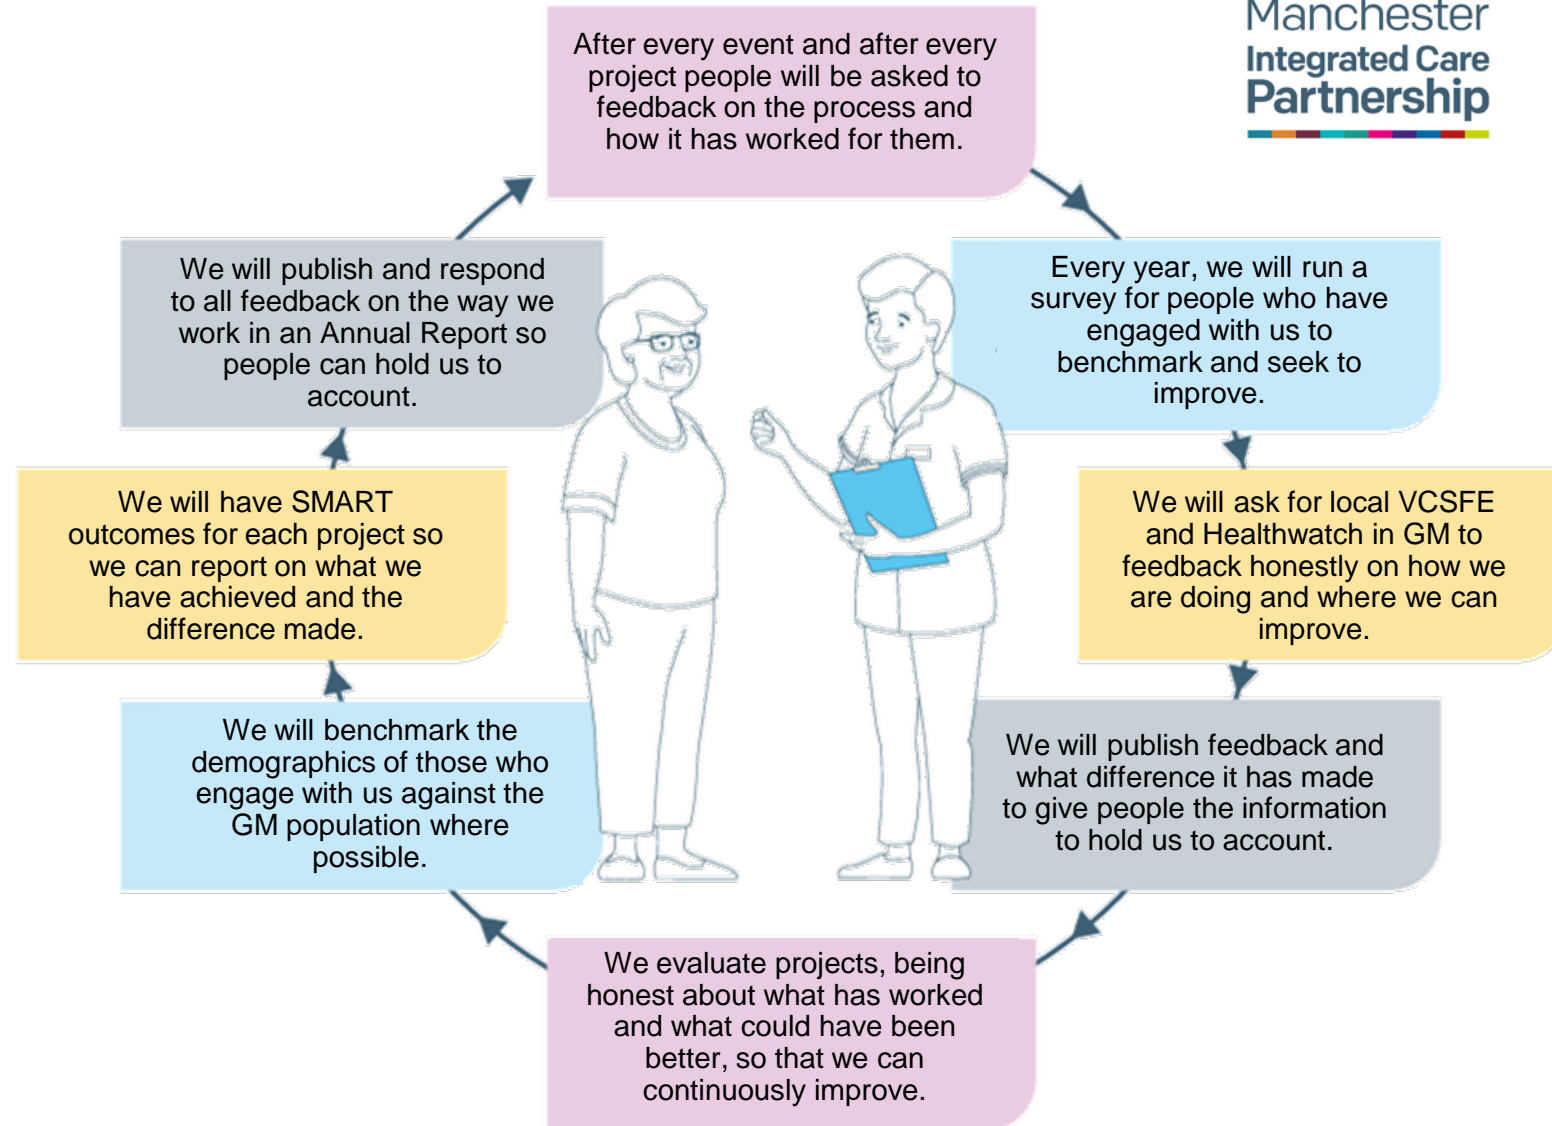 Manchester
Integrated Care
Partnership
After every event and after every
project people will be asked to
feedback on the process and
how it has worked for them.
Every year, we will run a
survey for people who have
engaged with us to
benchmark and seek to
improve.
We will ask for local VCSFE
and Healthwatch in GM to
feedback honestly on how we
are doing and where we can
improve.
We will publish feedback and
what difference it has made
to give people the information
to hold us to account.
We evaluate projects, being
honest about what has worked
and what could have been
better, so that we can
continuously improve.
We will benchmark the
demographics of those who
engage with us against the
GM population where
possible.
We will have SMART
outcomes for each project so
we can report on what we
have achieved and the
difference made.
We will publish and respond
to all feedback on the way we
work in an Annual Report so
people can hold us to
account.